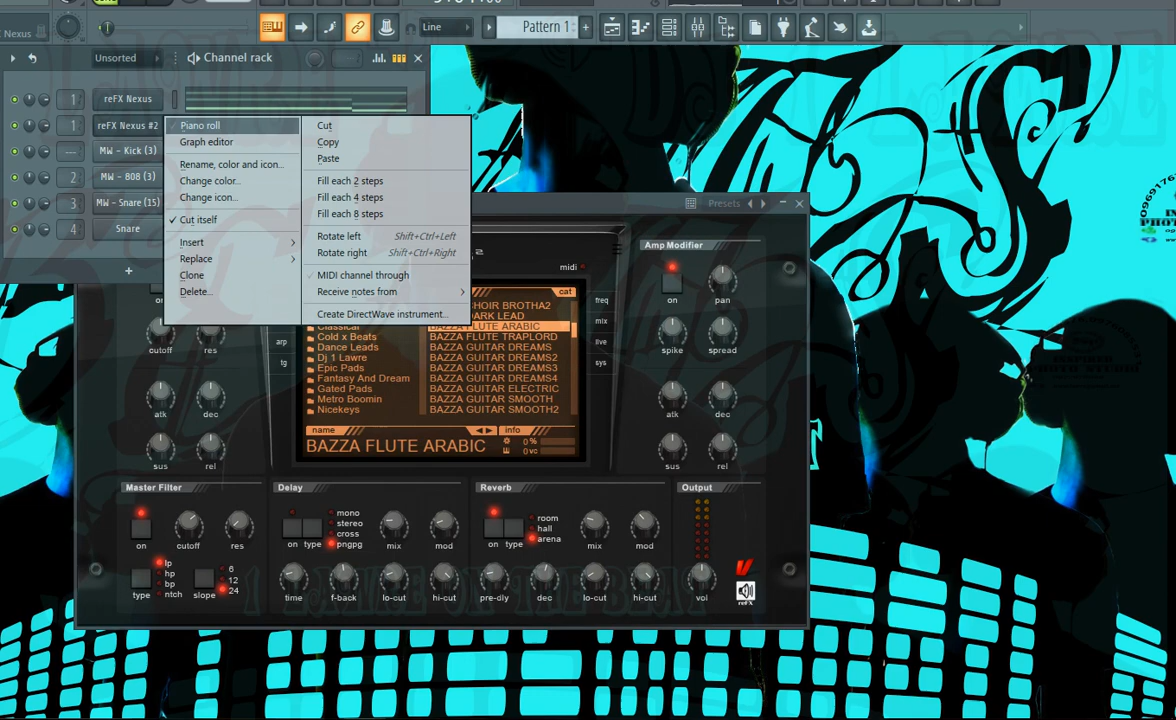 Nexus
Line
Pattern 1
+
Unsorted
Channel rack
1
reFX Nexus
1
reFX Nexus #2
---
MW - Kick (3)
2
MW - 808 (3)
3
MW - Snare (15)
4
Snare
+
Piano roll
Graph editor
Rename, color and icon...
Change color...
Change icon...
Cut itself
Insert
Replace
Clone
Delete...
Cut
Copy
Paste
Fill each 2 steps
Fill each 4 steps
Fill each 8 steps
Rotate left Shift+Ctrl+Left
Rotate right Shift+Ctrl+Right
MIDI channel through
Receive notes from
Create DirectWave instrument...
Presets
midi
cat
CHOIR BROTHA2
DARK LEAD
BAZZA FLUTE ARABIC
BAZZA FLUTE TRAPLORD
BAZZA GUITAR DREAMS
BAZZA GUITAR DREAMS2
BAZZA GUITAR DREAMS3
BAZZA GUITAR DREAMS4
BAZZA GUITAR ELECTRIC
BAZZA GUITAR SMOOTH
BAZZA GUITAR SMOOTH2
Classical
Cold x Beats
Dance Leads
Dj 1 Lawre
Epic Pads
Fantasy And Dream
Gated Pads
Metro Boomin
Nicekeys
name
info
BAZZA FLUTE ARABIC
0 %
0 vc
arp
tg
freq
mix
live
sys
on
cutoff
res
atk
dec
sus
rel
Amp Modifier
on
pan
spike
spread
atk
dec
sus
rel
Master Filter
on
cutoff
res
type
lp
hp
bp
ntch
slope
6
12
24
Delay
on
type
mono
stereo
cross
pngpg
mix
mod
time
f-back
lo-cut
hi-cut
Reverb
on
type
room
hall
arena
mix
mod
pre-dly
dec
lo-cut
hi-cut
Output
vol
reFX